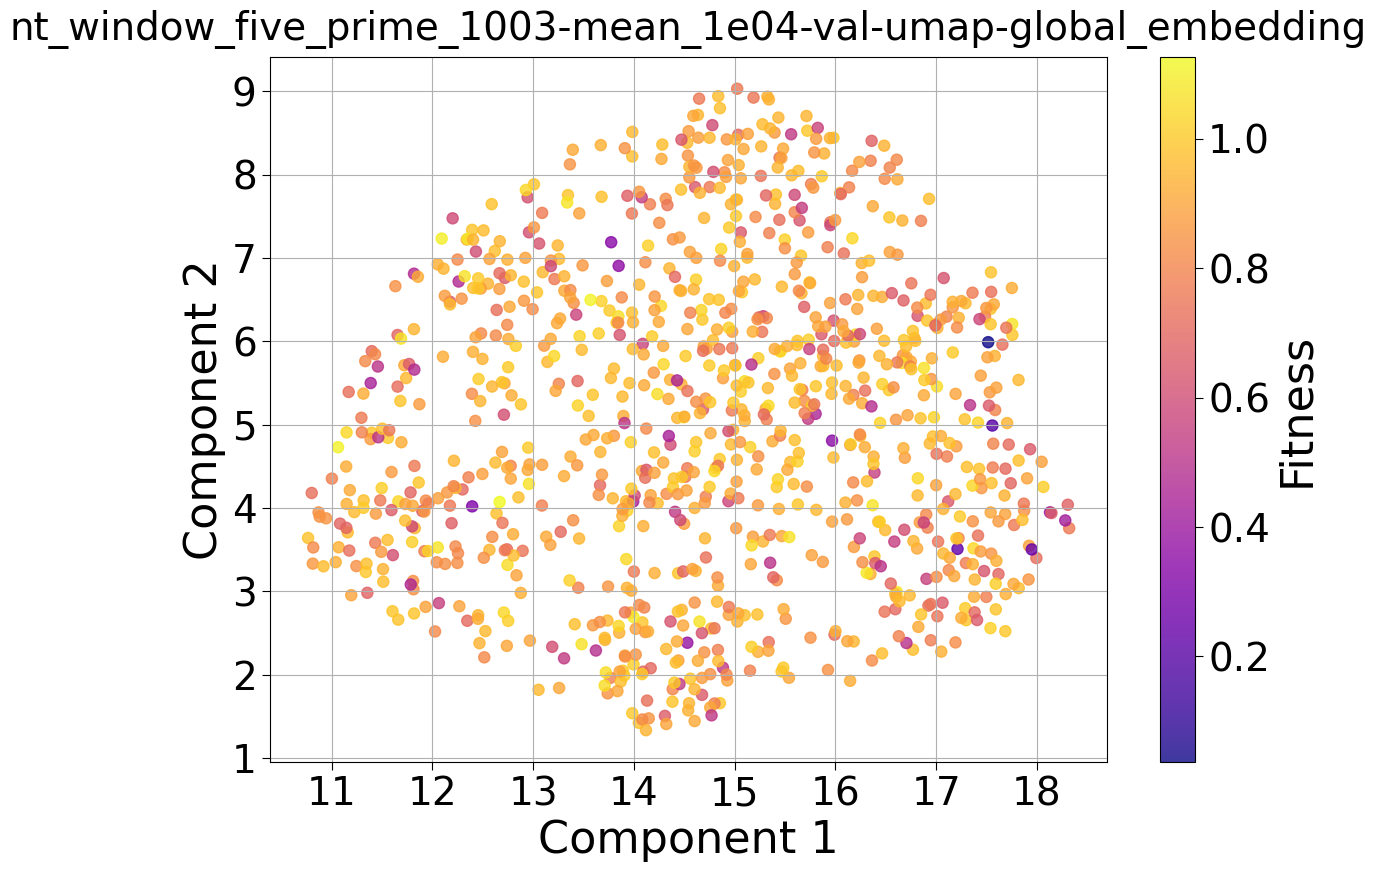 nt_window_five_prime_1003-mean_1e04-val-umap-global_embedding
9
8
7
6
5
4
3
2
1
Component 2
11 12 13 14 15 16 17 18
Component 1
1.0
0.8
0.6
0.4
0.2
Fitness